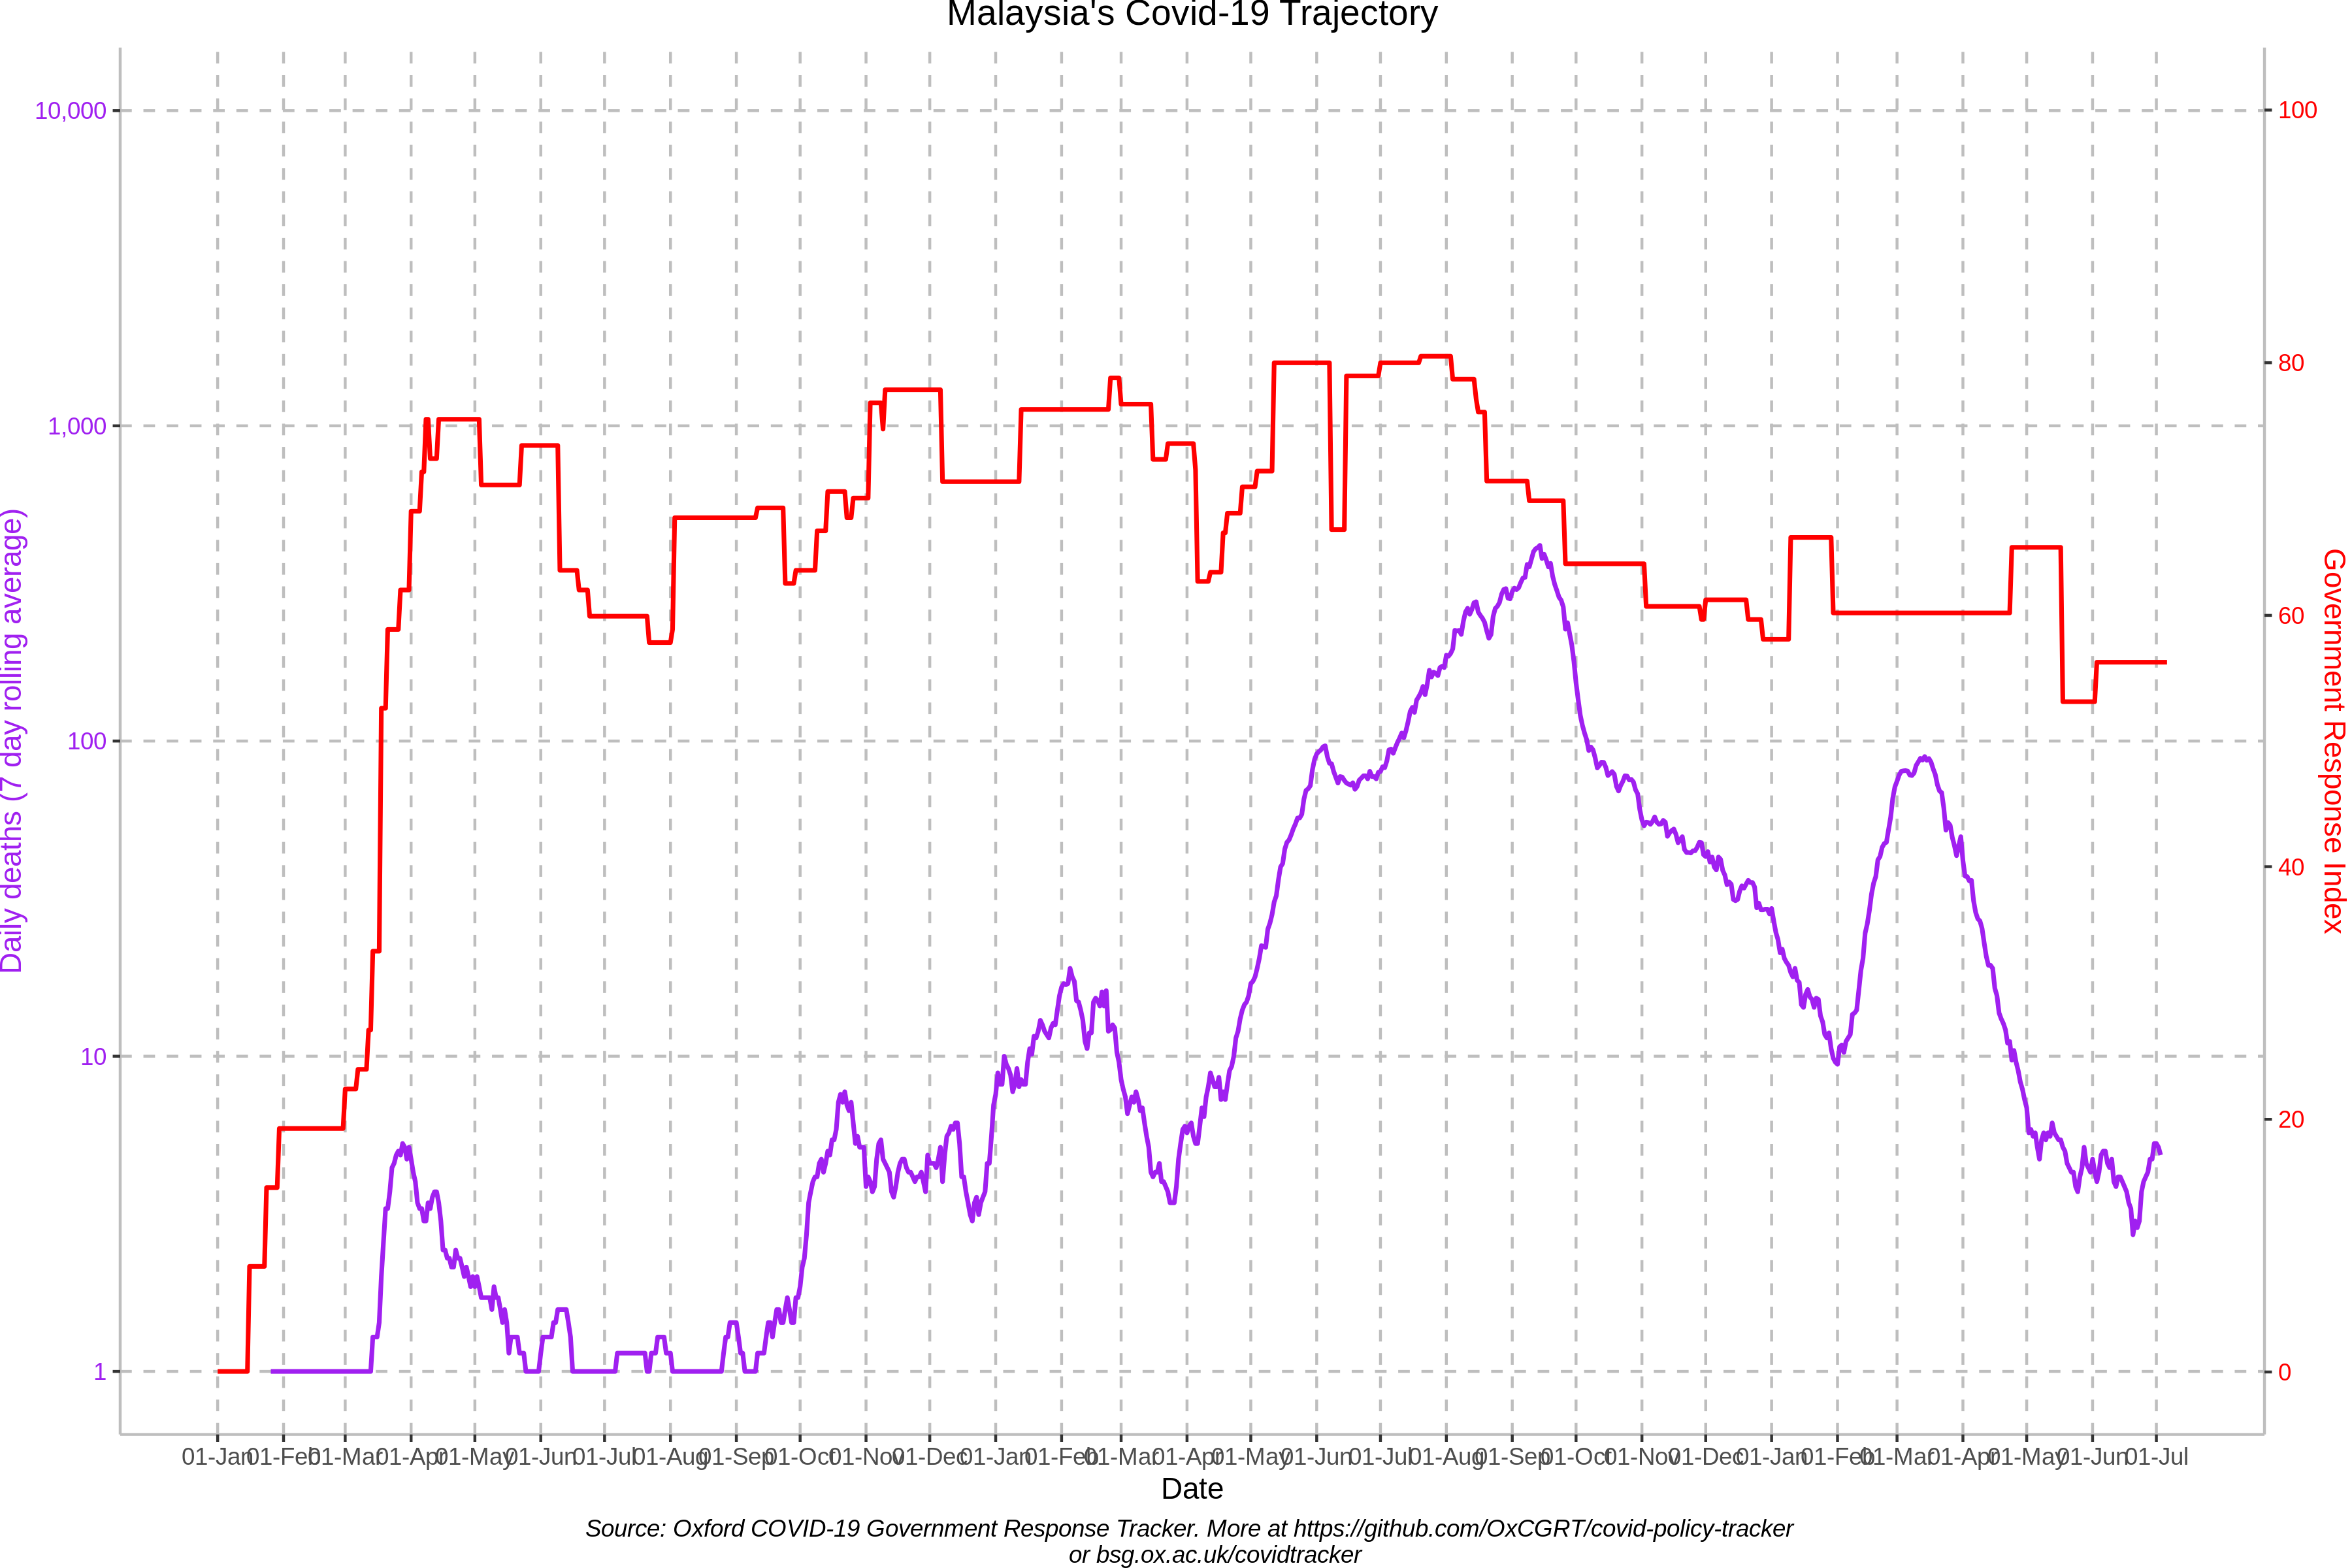 Malaysia's Covid-19 Trajectory
10,000
1,000
100
10
1
Daily deaths (7 day rolling average)
100
80
60
40
20
0
Government Response Index
01-Jan 01-Feb 01-Mar 01-Apr 01-May 01-Jun 01-Jul 01-Aug 01-Sep 01-Oct 01-Nov 01-Dec 01-Jan 01-Feb 01-Mar 01-Apr 01-May 01-Jun 01-Jul 01-Aug 01-Sep 01-Oct 01-Nov 01-Dec 01-Jan 01-Feb 01-Mar 01-Apr 01-May 01-Jun 01-Jul
Date
Source: Oxford COVID-19 Government Response Tracker. More at https://github.com/OxCGRT/covid-policy-tracker
or bsg.ox.ac.uk/covidtracker